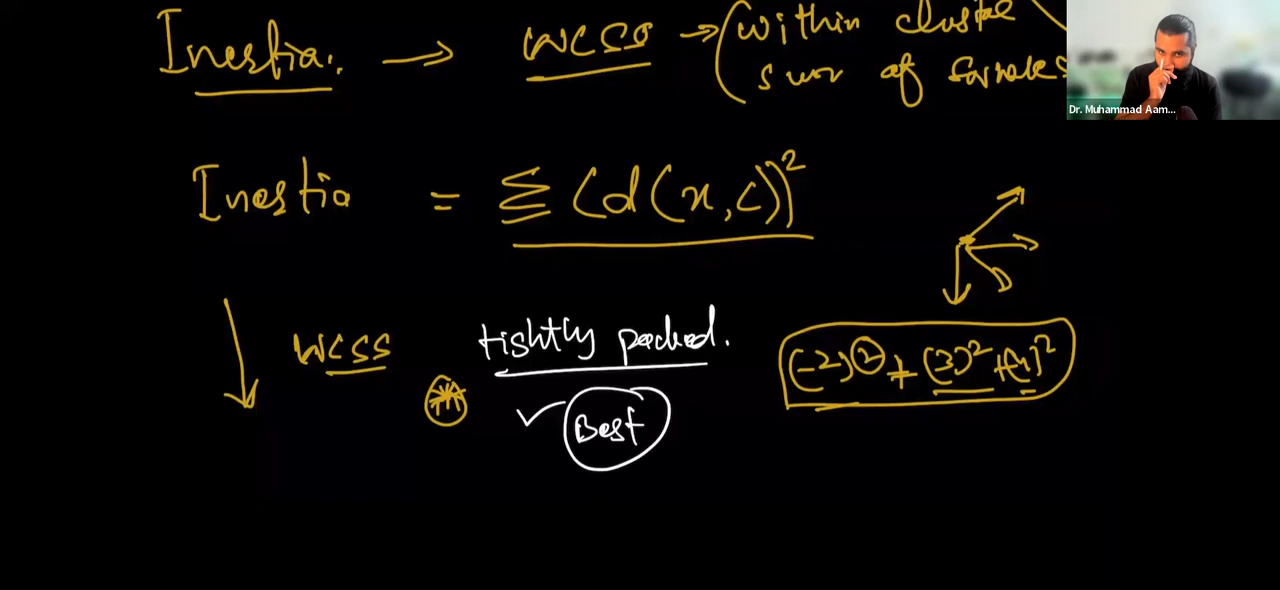 Inertia. → WCSS → (within cluster
sum of squares
Dr. Muhammad Aam...
Inertia = Σ (d(x,c))²
↓ WCSS tightly packed.
(-2)² + (3)² + (4)²
✓ Best